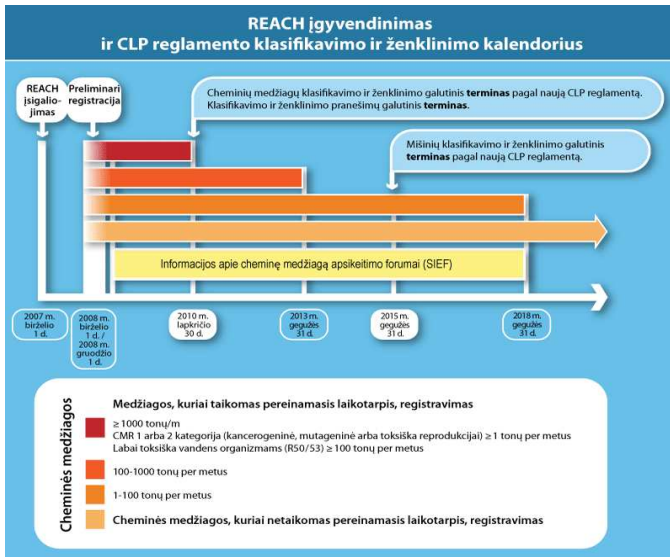 REACH įgyvendinimas
ir CLP reglamento klasifikavimo ir ženklinimo kalendorius
REACH
įsigalio-
jimas
Preliminari
registracija
Cheminių medžiagų klasifikavimo ir ženklinimo galutinis terminas pagal naują CLP reglamentą.
Klasifikavimo ir ženklinimo pranešimų galutinis terminas.
Mišinių klasifikavimo ir ženklinimo galutinis
terminas pagal naują CLP reglamentą.
Informacijos apie cheminę medžiagą apsikeitimo forumai (SIEF)
2007 m.
birželio
1 d.
2008 m.
birželio
1 d. /
2008 m.
gruodžio
1 d.
2010 m.
lapkričio
30 d.
2013 m.
gegužės
31 d.
2015 m.
gegužės
31 d.
2018 m.
gegužės
31 d.
Cheminės medžiagos
Medžiagos, kuriai taikomas pereinamasis laikotarpis, registravimas
≥ 1000 tonų/m
CMR 1 arba 2 kategorija (kancerogeninė, mutageninė arba toksiška reprodukcijai) ≥ 1 tonų per metus
Labai toksiška vandens organizmams (R50/53) ≥ 100 tonų per metus
100-1000 tonų per metus
1-100 tonų per metus
Cheminės medžiagos, kuriai netaikomas pereinamasis laikotarpis, registravimas